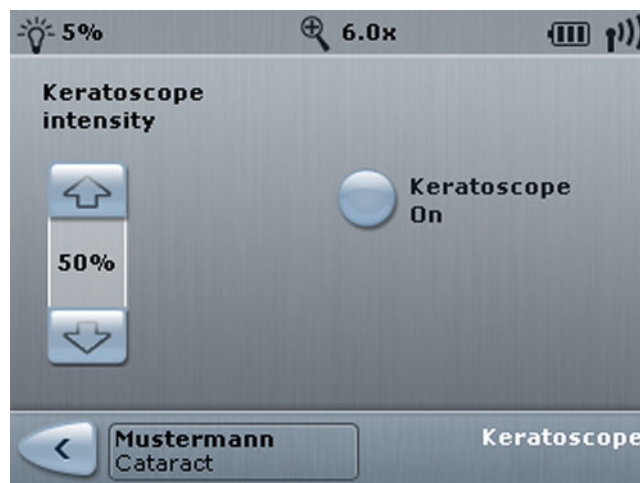 5% 6.0x
Keratoscope
intensity
Keratoscope
On
50%
Mustermann
Cataract
Keratoscope